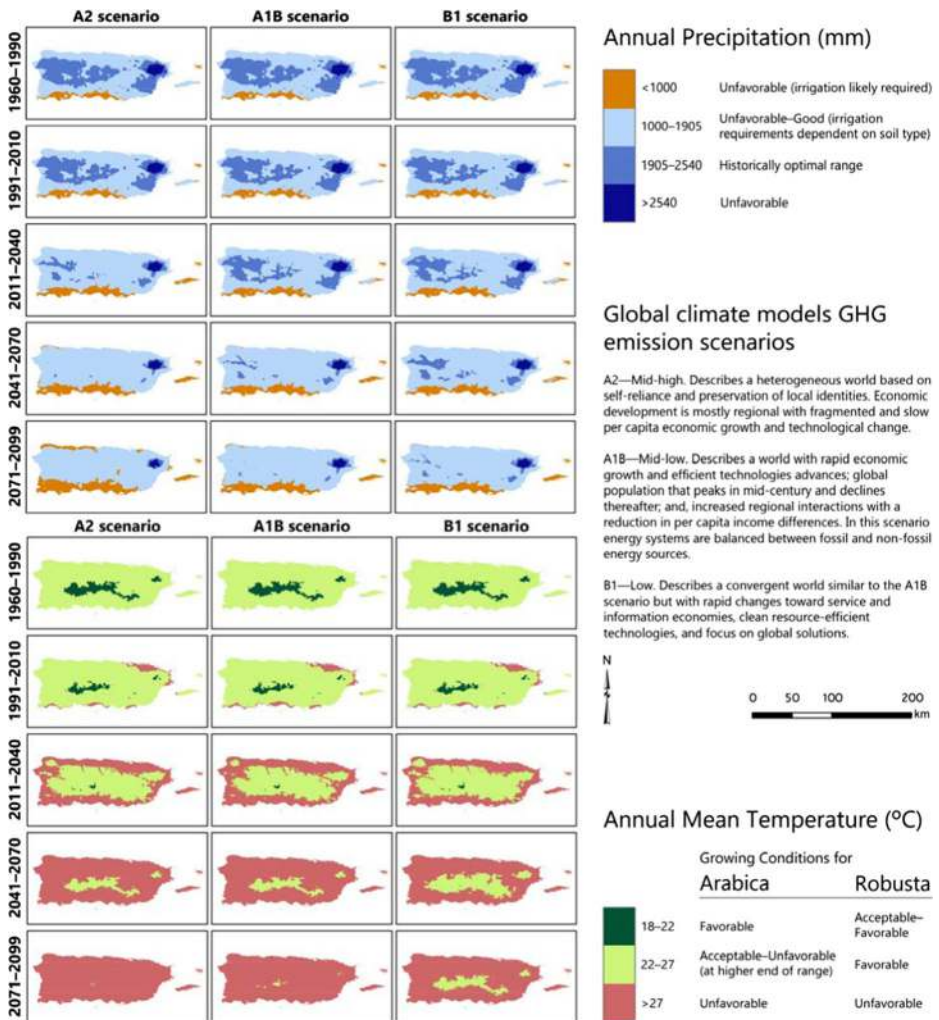 A2 scenario
A1B scenario
B1 scenario
1960–1990
1991–2010
2011–2040
2041–2070
2071–2099
A2 scenario
A1B scenario
B1 scenario
1960–1990
1991–2010
2011–2040
2041–2070
2071–2099
Annual Precipitation (mm)
<1000 Unfavorable (irrigation likely required)
1000–1905 Unfavorable–Good (irrigation
requirements dependent on soil type)
1905–2540 Historically optimal range
>2540 Unfavorable
Global climate models GHG
emission scenarios
A2—Mid-high. Describes a heterogeneous world based on
self-reliance and preservation of local identities. Economic
development is mostly regional with fragmented and slow
per capita economic growth and technological change.
A1B—Mid-low. Describes a world with rapid economic
growth and efficient technologies advances; global
population that peaks in mid-century and declines
thereafter; and, increased regional interactions with a
reduction in per capita income differences. In this scenario
energy systems are balanced between fossil and non-fossil
energy sources.
B1—Low. Describes a convergent world similar to the A1B
scenario but with rapid changes toward service and
information economies, clean resource-efficient
technologies, and focus on global solutions.
N
0 50 100 200
km
Annual Mean Temperature (ºC)
Growing Conditions for
Arabica Robusta
18–22 Favorable Acceptable–
Favorable
22–27 Acceptable–Unfavorable
(at higher end of range) Favorable
>27 Unfavorable Unfavorable